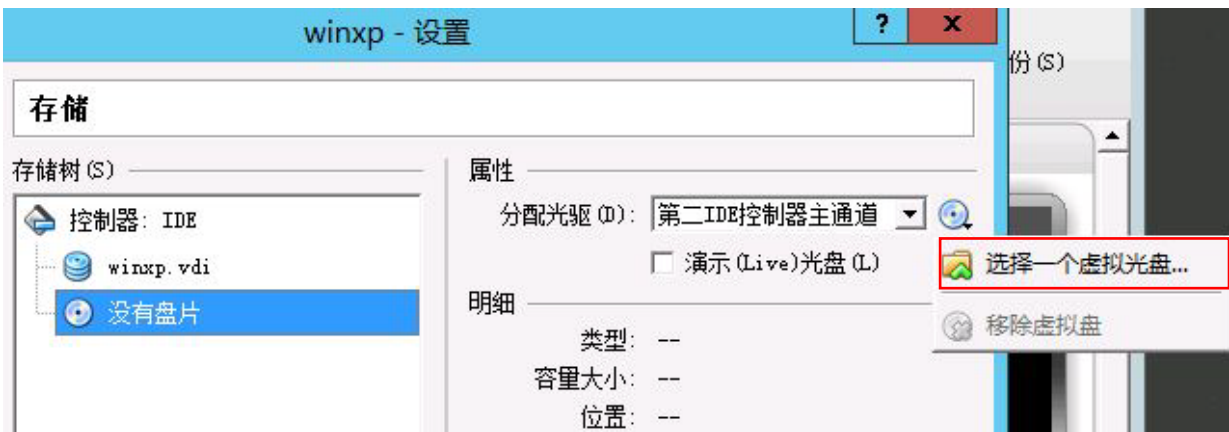 winxp - 设置
? x
份(S)
存储
存储树(S)
属性
控制器: IDE
分配光驱(D): 第二IDE控制器主通道
winxp.vdi
演示(Live)光盘(L)
选择一个虚拟光盘...
没有盘片
明细
移除虚拟盘
类型: --
容量大小: --
位置: --